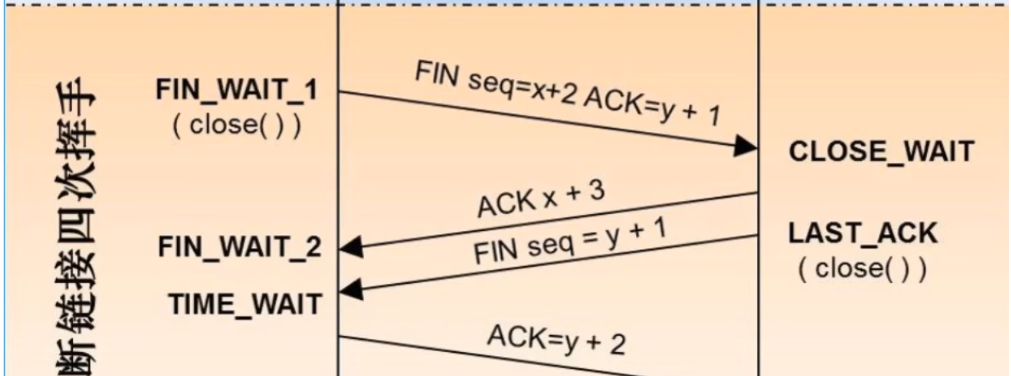 断链接四次挥手
FIN_WAIT_1
( close( ) )
FIN seq=x+2 ACK=y + 1
CLOSE_WAIT
ACK x + 3
FIN_WAIT_2
FIN seq = y + 1
LAST_ACK
( close( ) )
TIME_WAIT
ACK=y + 2